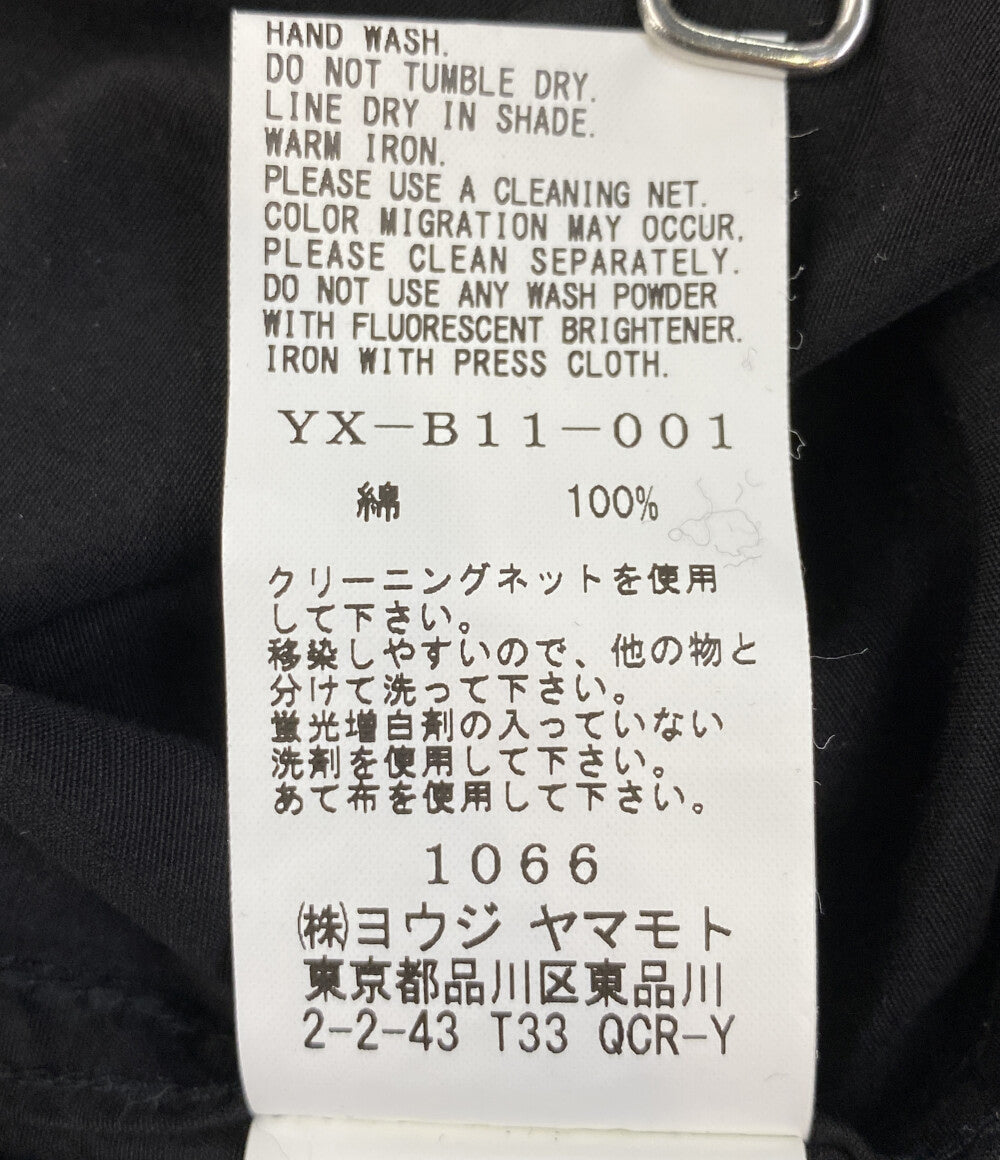 HAND WASH.
DO NOT TUMBLE DRY.
LINE DRY IN SHADE.
WARM IRON.
PLEASE USE A CLEANING NET.
COLOR MIGRATION MAY OCCUR.
PLEASE CLEAN SEPARATELY.
DO NOT USE ANY WASH POWDER
WITH FLUORESCENT BRIGHTENER.
IRON WITH PRESS CLOTH.
YX-B11-001
綿 100%
クリーニングネットを使用
して下さい。
移染しやすいので、他の物と
分けて洗って下さい。
蛍光増白剤の入っていない
洗剤を使用して下さい。
あて布を使用して下さい。
1066
㈱ヨウジ ヤマモト
東京都品川区東品川
2-2-43 T33 QCR-Y